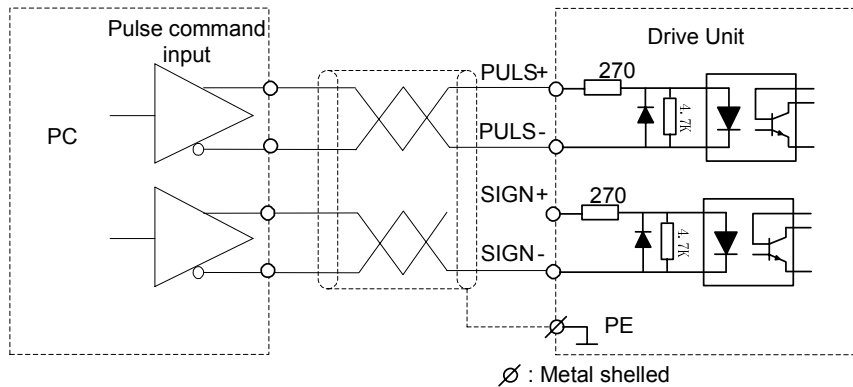 Pulse command
input
Drive Unit
PC
PULS+
270
4.7K
PULS-
SIGN+
270
4.7K
SIGN-
PE
: Metal shelled